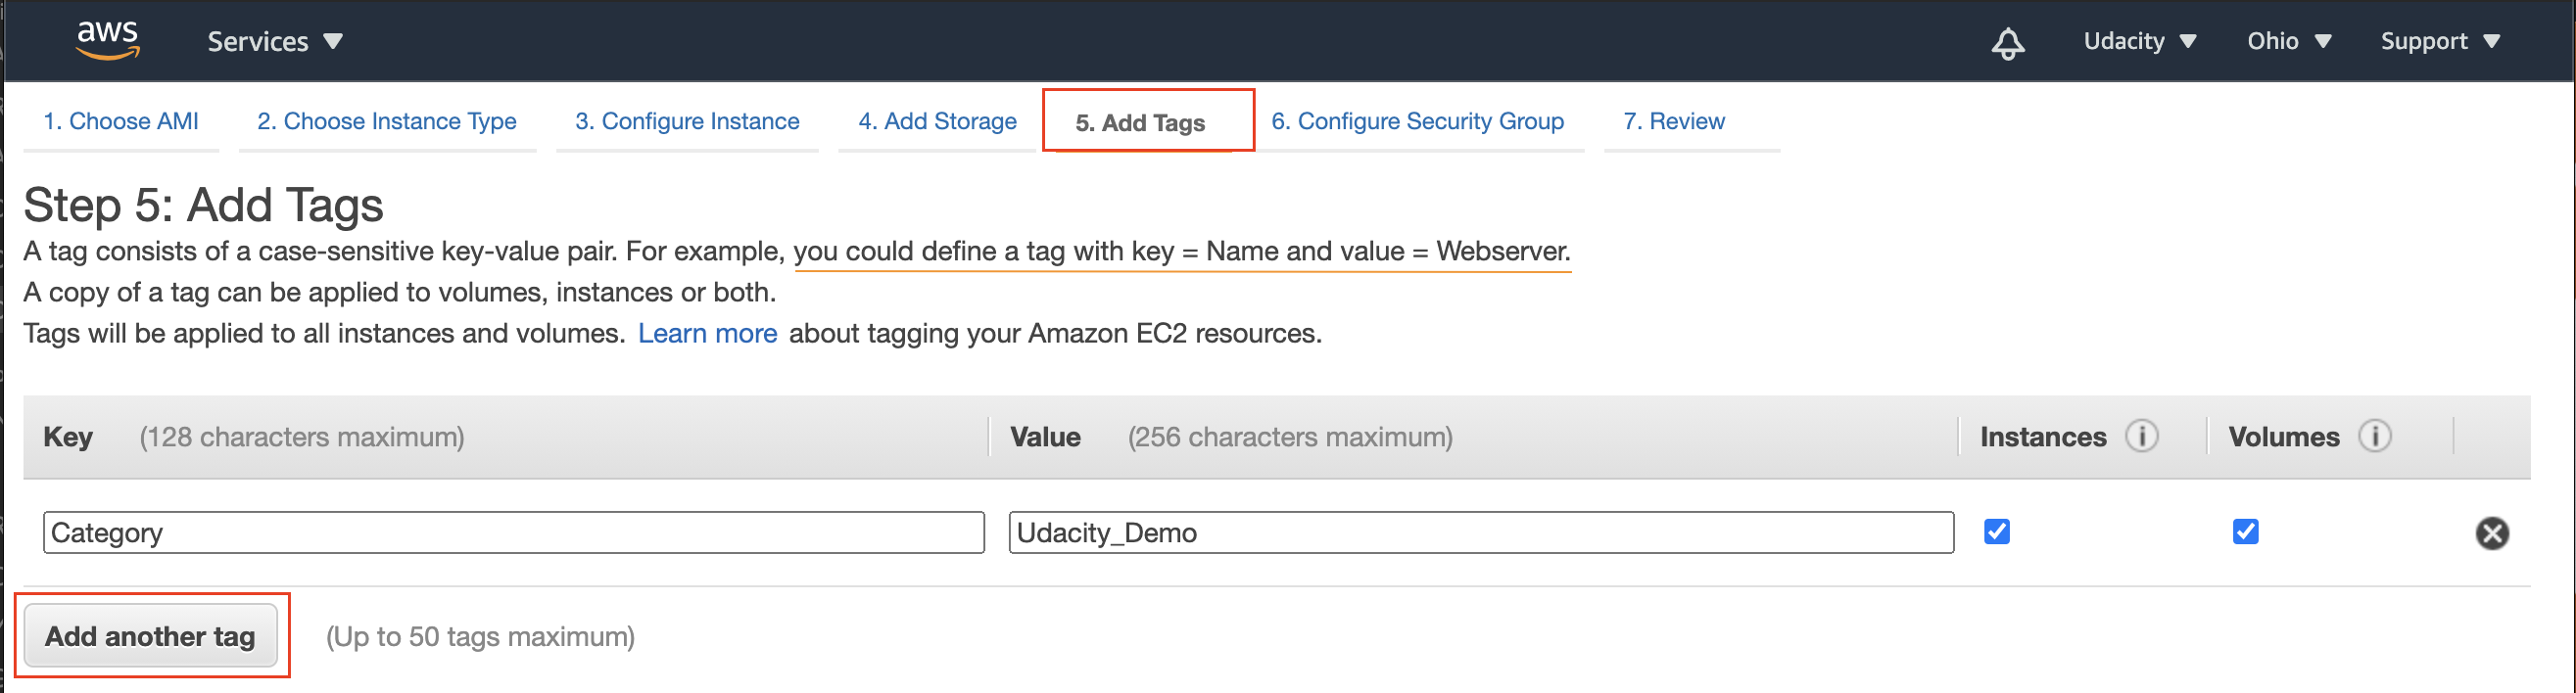 aws Services Udacity Ohio Support
1. Choose AMI 2. Choose Instance Type 3. Configure Instance 4. Add Storage 5. Add Tags 6. Configure Security Group 7. Review
Step 5: Add Tags
A tag consists of a case-sensitive key-value pair. For example, you could define a tag with key = Name and value = Webserver.
A copy of a tag can be applied to volumes, instances or both.
Tags will be applied to all instances and volumes. Learn more about tagging your Amazon EC2 resources.
Key (128 characters maximum) Value (256 characters maximum) Instances i Volumes i
Category Udacity_Demo
Add another tag (Up to 50 tags maximum)